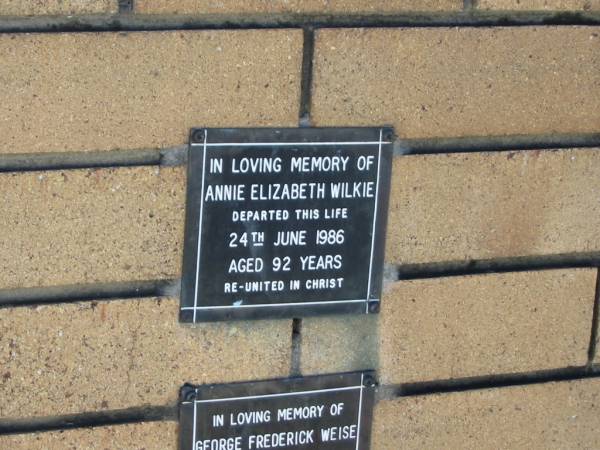 IN LOVING MEMORY OF
ANNIE ELIZABETH WILKIE
DEPARTED THIS LIFE
24TH JUNE 1986
AGED 92 YEARS
RE-UNITED IN CHRIST
IN LOVING MEMORY OF
GEORGE FREDERICK WEISE